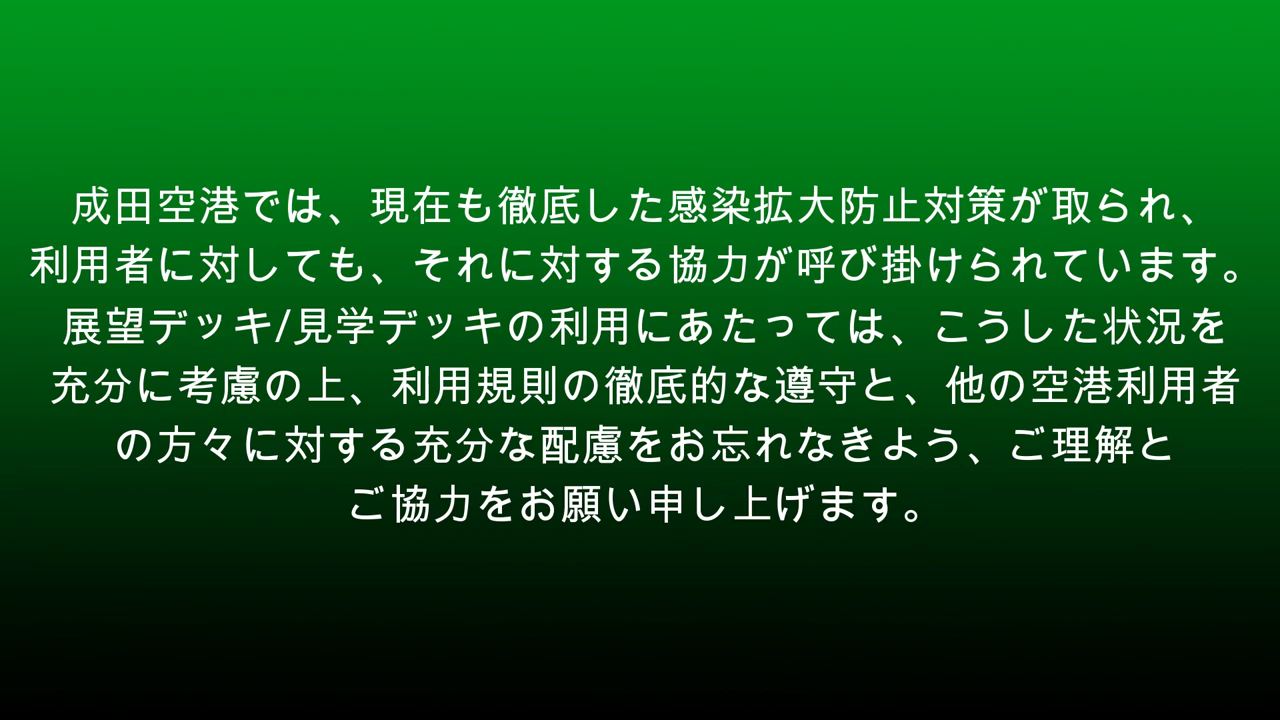 成田空港では、現在も徹底した感染拡大防止対策が取られ、
利用者に対しても、それに対する協力が呼び掛けられています。
展望デッキ/見学デッキの利用にあたっては、こうした状況を
充分に考慮の上、利用規則の徹底的な遵守と、他の空港利用者
の方々に対する充分な配慮をお忘れなきよう、ご理解と
ご協力をお願い申し上げます。